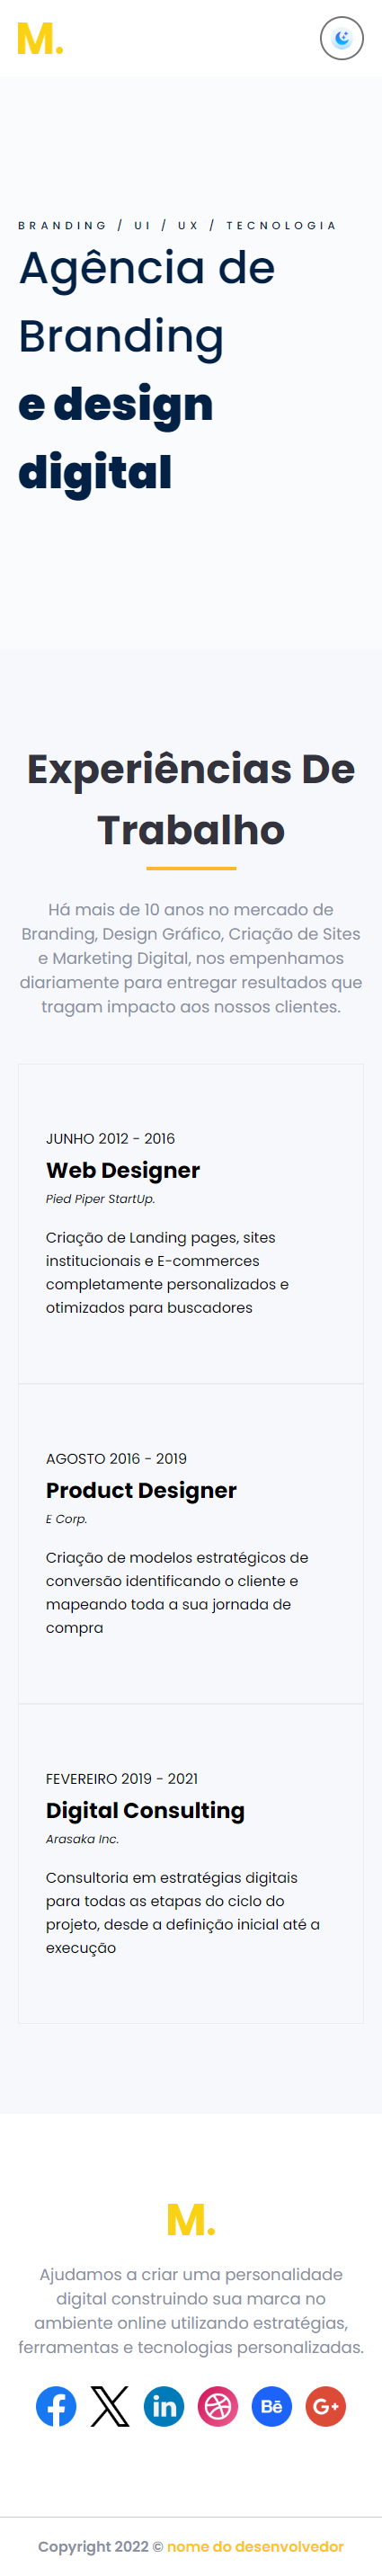 M.
BRANDING / UI / UX / TECNOLOGIA
Agência de
Branding
e design
digital
Experiências De
Trabalho
Há mais de 10 anos no mercado de
Branding, Design Gráfico, Criação de Sites
e Marketing Digital, nos empenhamos
diariamente para entregar resultados que
tragam impacto aos nossos clientes.
JUNHO 2012 - 2016
Web Designer
Pied Piper StartUp.
Criação de Landing pages, sites
institucionais e E-commerces
completamente personalizados e
otimizados para buscadores
AGOSTO 2016 - 2019
Product Designer
E Corp.
Criação de modelos estratégicos de
conversão identificando o cliente e
mapeando toda a sua jornada de
compra
FEVEREIRO 2019 - 2021
Digital Consulting
Arasaka Inc.
Consultoria em estratégias digitais
para todas as etapas do ciclo do
projeto, desde a definição inicial até a
execução
M.
Ajudamos a criar uma personalidade
digital construindo sua marca no
ambiente online utilizando estratégias,
ferramentas e tecnologias personalizadas.
f X in Bē G+
Copyright 2022 © nome do desenvolvedor